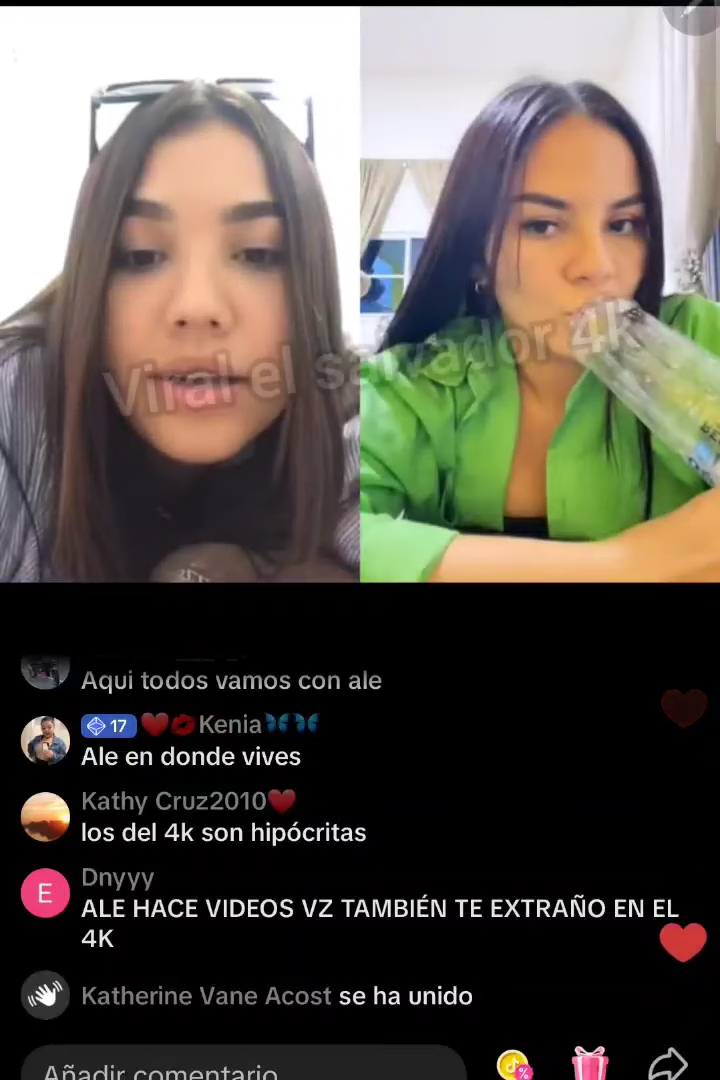 Viral el salvador 4k
Aqui todos vamos con ale
17 ❤️💋Kenia🦋🦋
Ale en donde vives
Kathy Cruz2010❤️
los del 4k son hipócritas
E
Dnyyy
ALE HACE VIDEOS VZ TAMBIÉN TE EXTRAÑO EN EL
4K
Katherine Vane Acost se ha unido
Añadir comentario